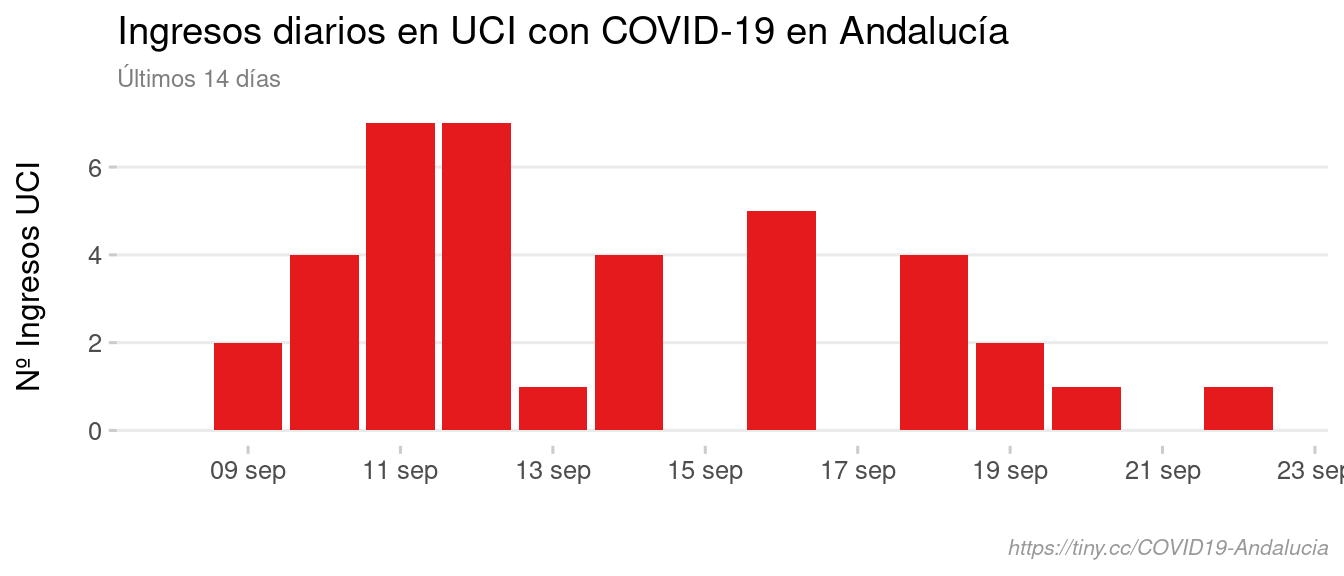 Ingresos diarios en UCI con COVID-19 en Andalucía
Últimos 14 días
Nº Ingresos UCI
6
4
2
0
09 sep
11 sep
13 sep
15 sep
17 sep
19 sep
21 sep
23 sep
https://tiny.cc/COVID19-Andalucia